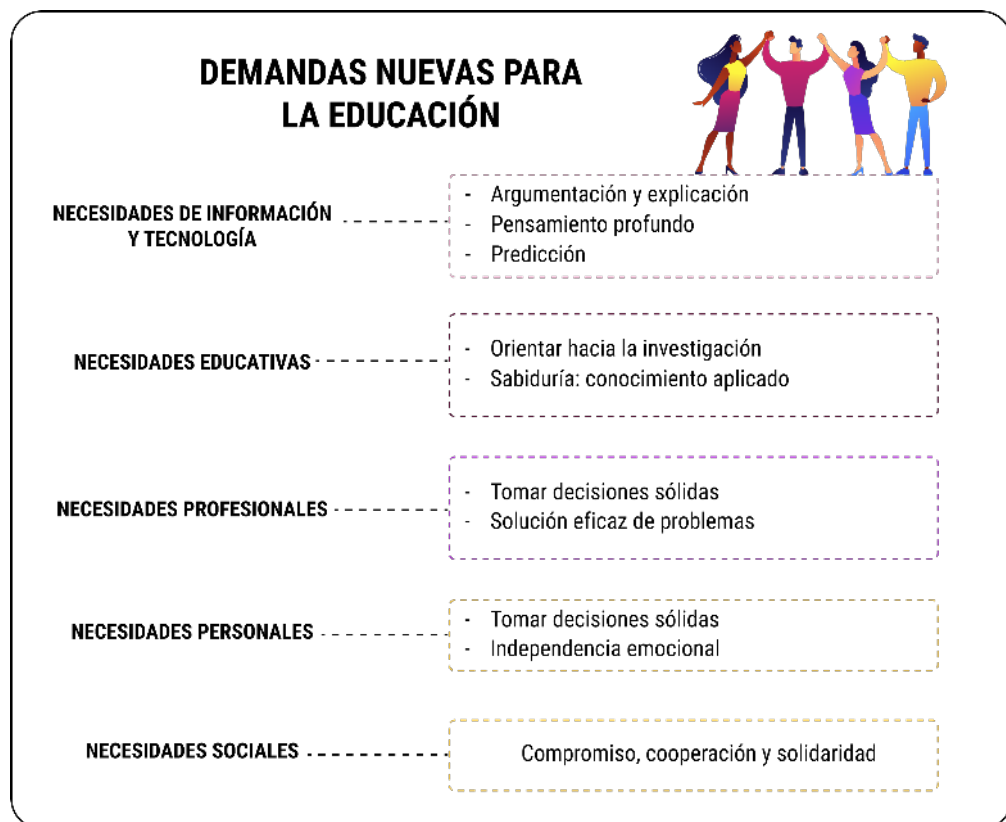 DEMANDAS NUEVAS PARA
LA EDUCACIÓN
NECESIDADES DE INFORMACIÓN
Y TECNOLOGÍA
- Argumentación y explicación
- Pensamiento profundo
- Predicción
NECESIDADES EDUCATIVAS
- Orientar hacia la investigación
- Sabiduría: conocimiento aplicado
NECESIDADES PROFESIONALES
- Tomar decisiones sólidas
- Solución eficaz de problemas
NECESIDADES PERSONALES
- Tomar decisiones sólidas
- Independencia emocional
NECESIDADES SOCIALES
Compromiso, cooperación y solidaridad